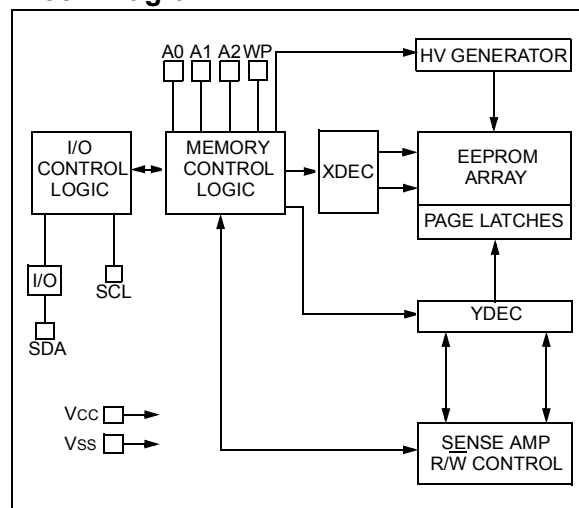 A0 A1 A2 WP
HV GENERATOR
I/O
CONTROL
LOGIC
MEMORY
CONTROL
LOGIC
XDEC
EEPROM
ARRAY
PAGE LATCHES
I/O
SCL
SDA
YDEC
VCC
VSS
SENSE AMP
R/W̅ CONTROL